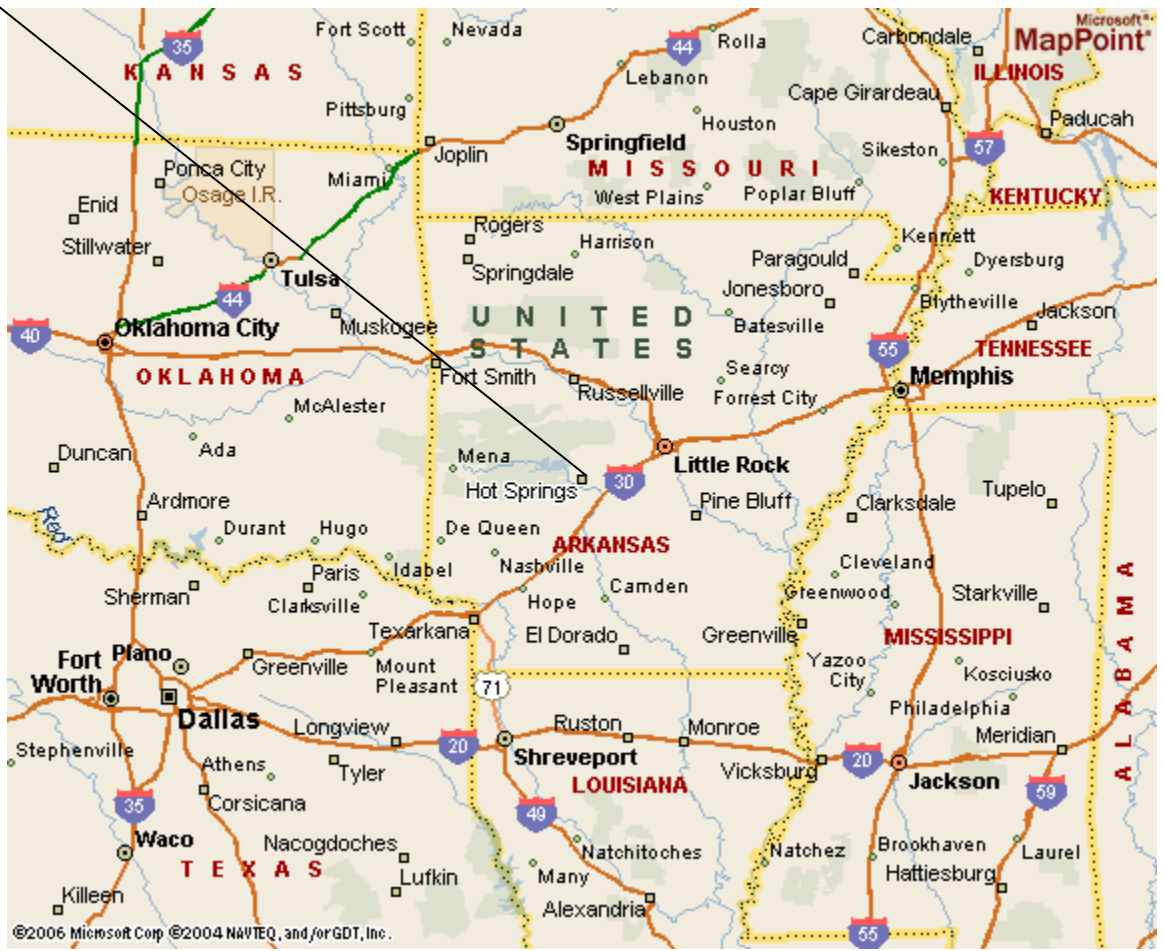 Microsoft®
MapPoint®
35
Fort Scott
Nevada
44
Rolla
Carbondale
KANSAS
Lebanon
ILLINOIS
Pittsburg
Houston
Cape Girardeau
Paducah
Springfield
Joplin
57
Ponca City
Miami
MISSOURI
Sikeston
Osage I.R.
West Plains
Poplar Bluff
KENTUCKY
Enid
Rogers
Stillwater
Harrison
Kennett
Tulsa
Springdale
Paragould
Dyersburg
44
Jonesboro
Blytheville
Muskogee
UNITED
STATES
Batesville
Jackson
40
Oklahoma City
55
TENNESSEE
OKLAHOMA
Fort Smith
Russellville
Searcy
Memphis
McAlester
Forrest City
Ada
Duncan
Mena
Little Rock
Hot Springs
30
Ardmore
Pine Bluff
Clarksdale
Tupelo
Red
Durant
Hugo
De Queen
ARKANSAS
Idabel
Nashville
Cleveland
Sherman
Paris
Camden
Clarksville
Hope
Greenwood
Starkville
Texarkana
El Dorado
Greenville
MISSISSIPPI
ALABAMA
Plano
Fort
Worth
Greenville
Mount
Pleasant
71
Yazoo
City
Kosciusko
Dallas
Longview
Ruston
Monroe
Philadelphia
Stephenville
20
Shreveport
Vicksburg
20
Jackson
Meridian
Athens
Tyler
LOUISIANA
35
Corsicana
49
59
Waco
Nacogdoches
Natchitoches
Natchez
Brookhaven
Laurel
TEXAS
Lufkin
Many
Hattiesburg
Killeen
Alexandria
55
©2006 Microsoft Corp ©2004 NAVTEQ, and/or GDT, Inc.